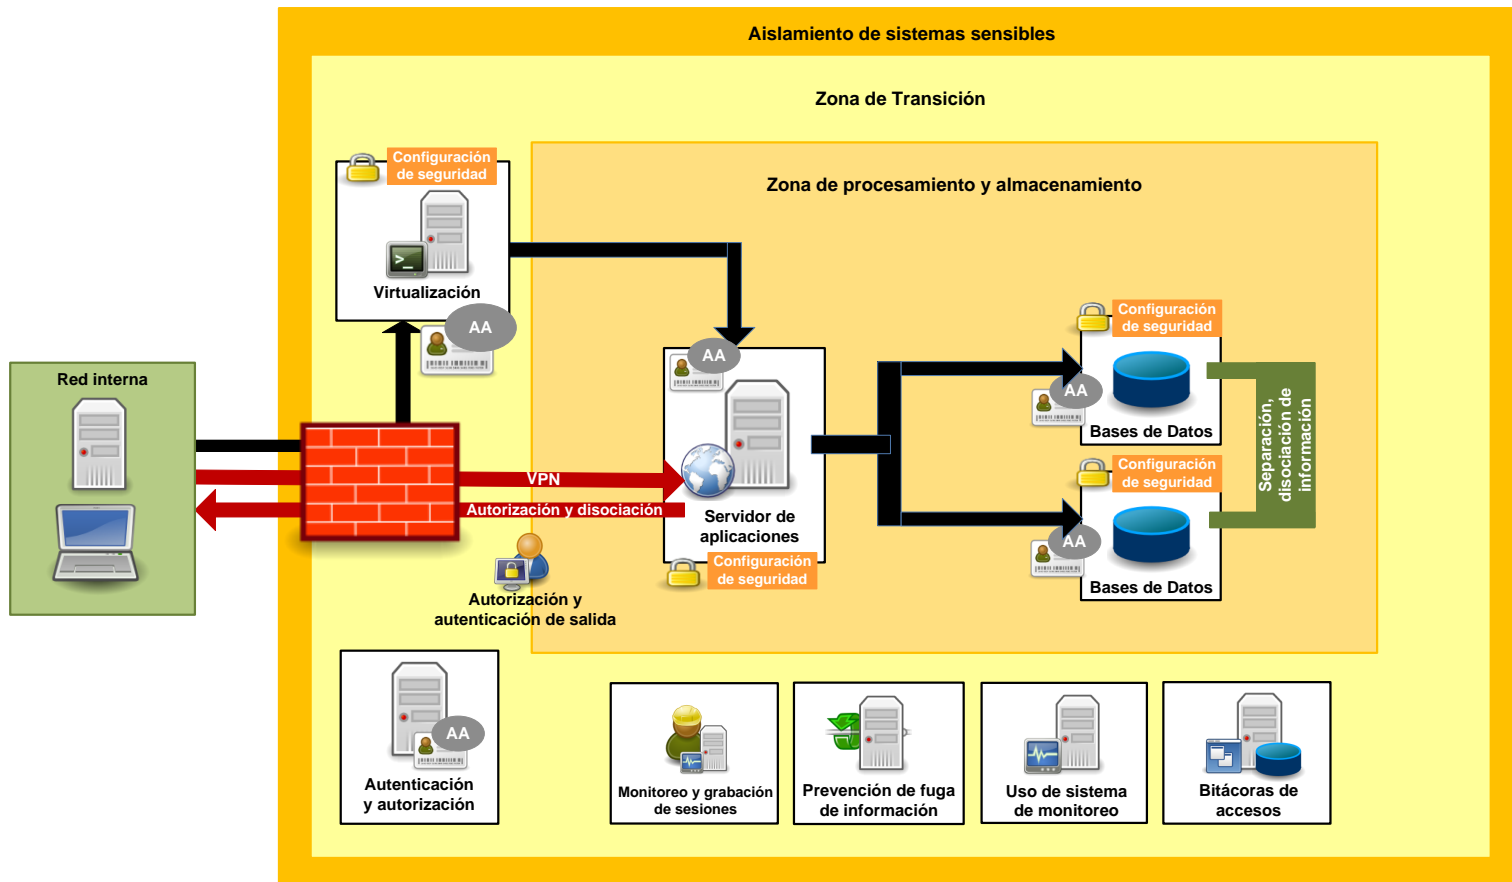 Aislamiento de sistemas sensibles
Zona de Transición
Configuración
de seguridad
Zona de procesamiento y almacenamiento
>_
Virtualización
AA
Configuración
de seguridad
AA
Red interna
AA
Bases de Datos
Separación,
disociación de
información
Configuración
de seguridad
VPN
Autorización y disociación
Servidor de
aplicaciones
AA
Configuración
de seguridad
Bases de Datos
Autorización y
autenticación de salida
AA
Autenticación
y autorización
Monitoreo y grabación
de sesiones
Prevención de fuga
de información
Uso de sistema
de monitoreo
Bitácoras de
accesos